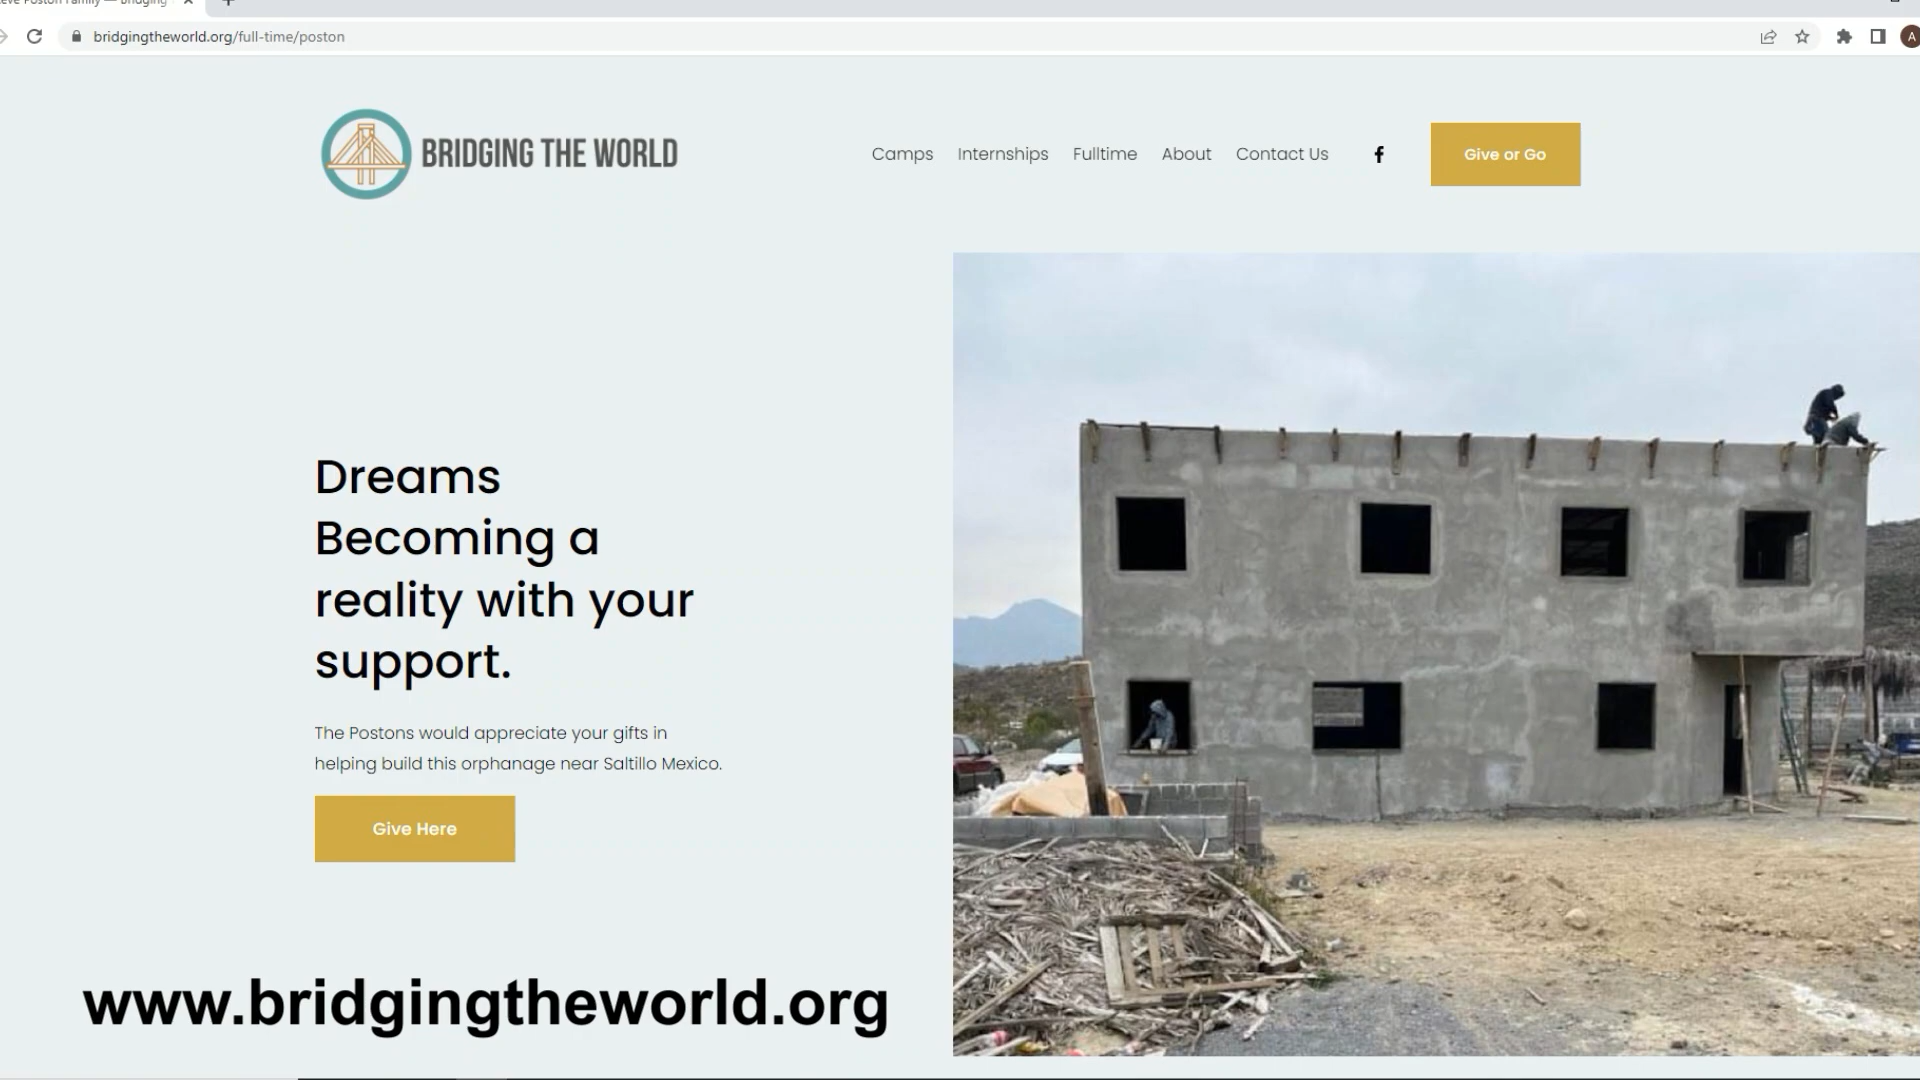 Bridging
bridgingtheworld.org/full-time/poston
A
BRIDGING THE WORLD
Camps Internships Fulltime About Contact Us f Give or Go
Dreams
Becoming a
reality with your
support.
The Postons would appreciate your gifts in
helping build this orphanage near Saltillo Mexico.
Give Here
www.bridgingtheworld.org